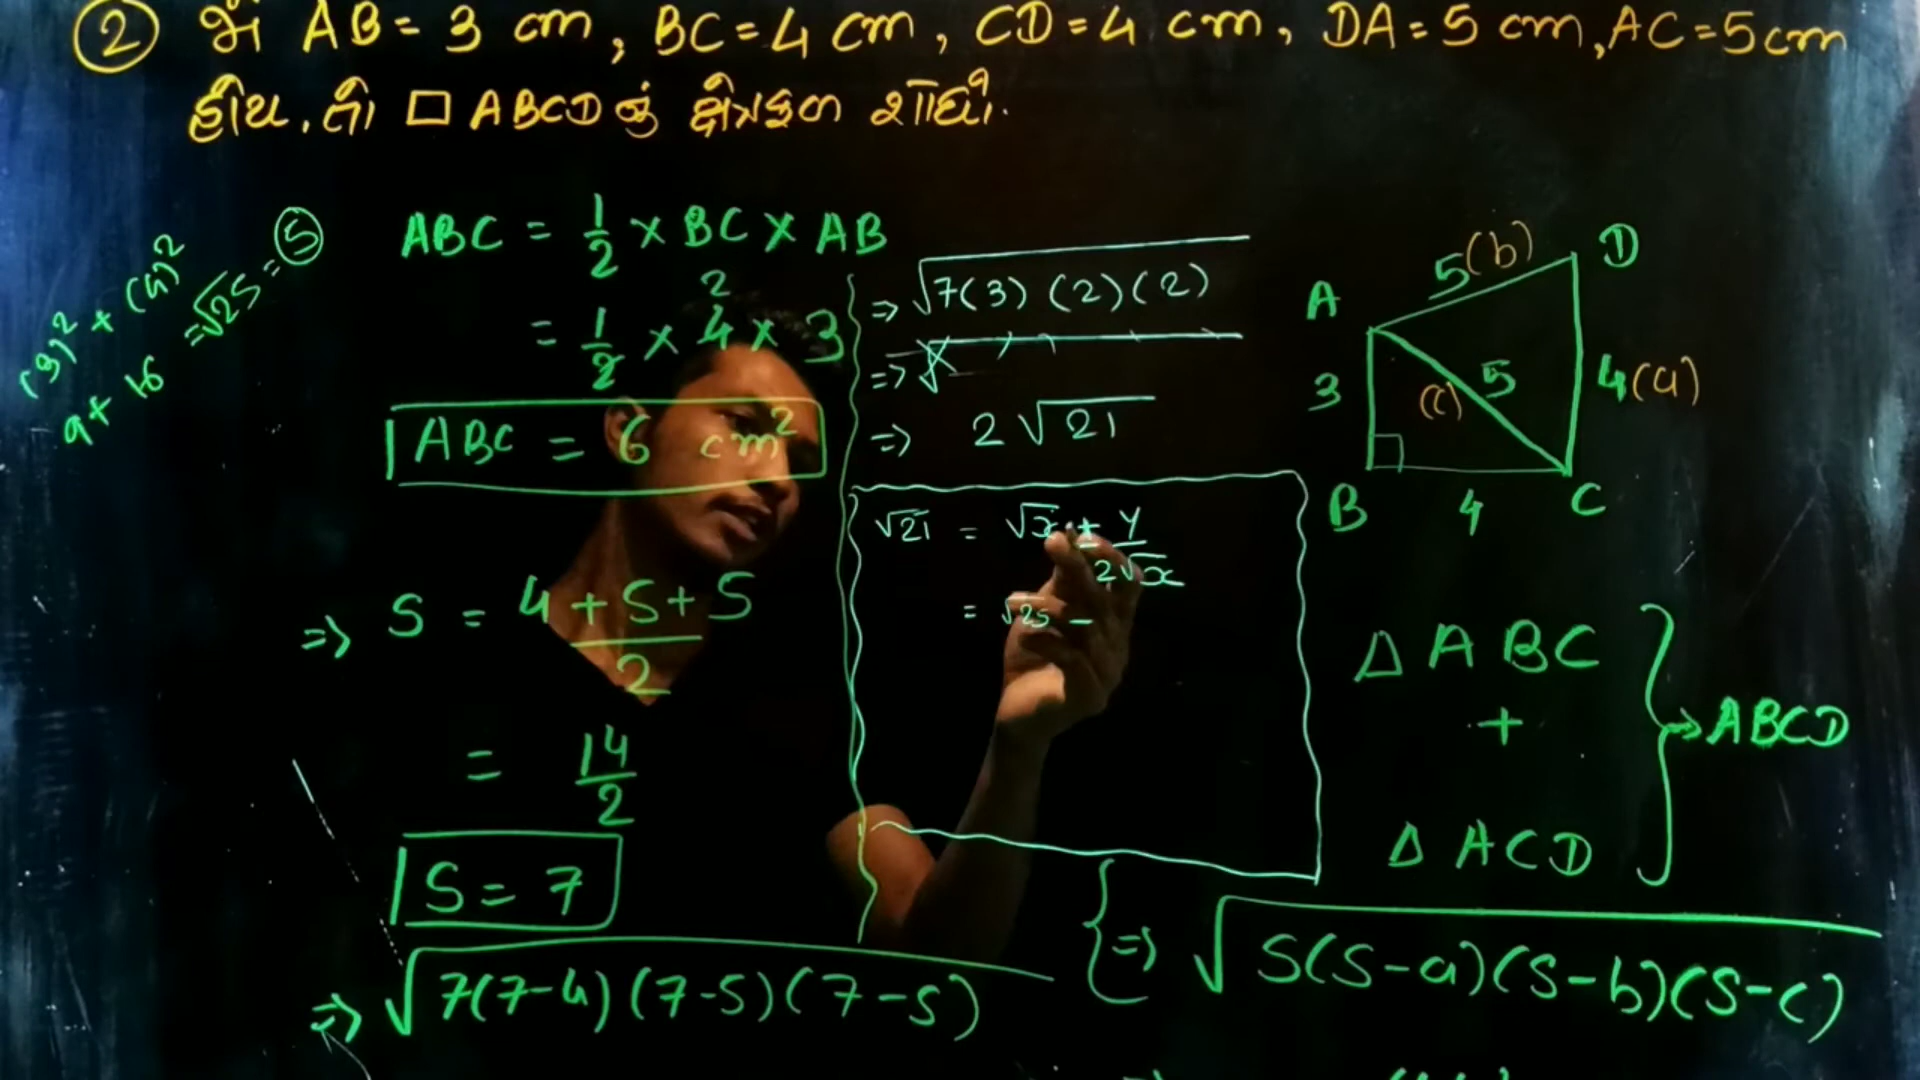 ② જો AB = 3 cm, BC = 4 cm, CD = 4 cm, DA = 5 cm, AC = 5 cm
હોય, તો □ ABCD નું ક્ષેત્રફળ શોધો.
(3)² + (4)²
9 + 16 = √25 = 5
ABC = 1/2 × BC × AB
= 1/2 × 4 × 3
2
ABC = 6 cm²
⇒ S = (4 + 5 + 5)/2
= 14/2
S = 7
⇒ √7(7-4)(7-5)(7-5)
⇒ √7(3)(2)(2)
⇒ √
⇒ 2√21
√21 = √x ± y/2√x
= √25 -
A
B
C
D
5(b)
3
(c) 5
4(a)
4
Δ ABC
+
Δ ACD
⇒ ABCD
⇒ √S(S-a)(S-b)(S-c)